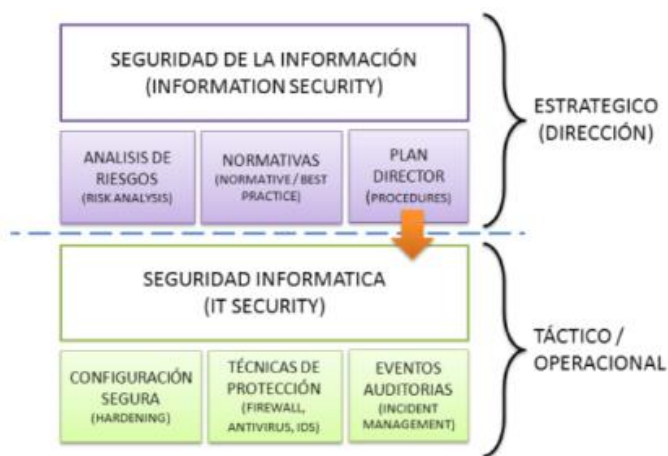 SEGURIDAD DE LA INFORMACIÓN
(INFORMATION SECURITY)
ESTRATEGICO
(DIRECCIÓN)
ANALISIS DE
RIESGOS
(RISK ANALYSIS)
NORMATIVAS
(NORMATIVE / BEST
PRACTICE)
PLAN
DIRECTOR
(PROCEDURES)
SEGURIDAD INFORMATICA
(IT SECURITY)
TÁCTICO /
OPERACIONAL
CONFIGURACIÓN
SEGURA
(HARDENING)
TÉCNICAS DE
PROTECCIÓN
(FIREWALL,
ANTIVIRUS, IDS)
EVENTOS
AUDITORIAS
(INCIDENT
MANAGEMENT)